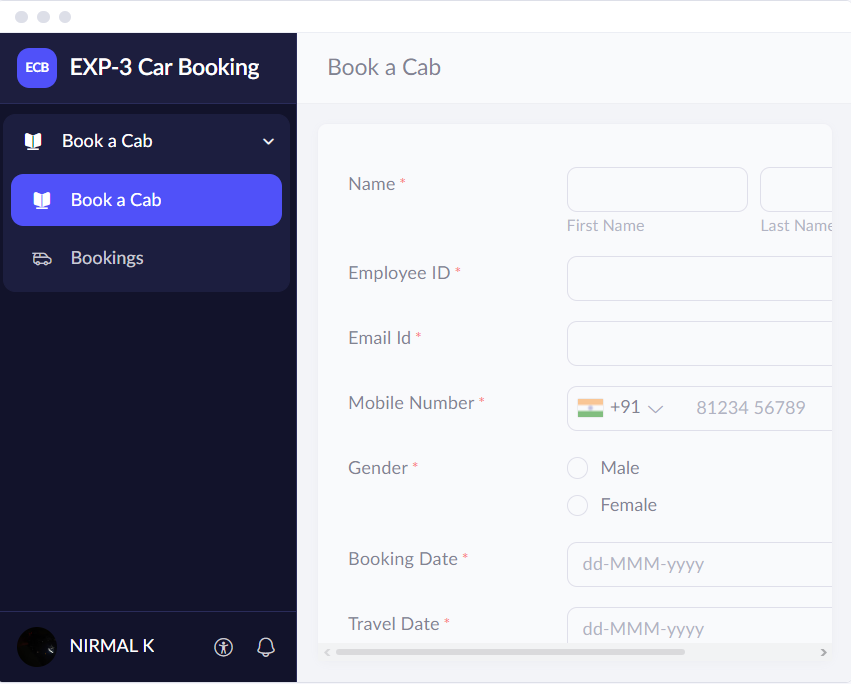 ECB EXP-3 Car Booking
Book a Cab
Book a Cab
Bookings
NIRMAL K
Book a Cab
Name *
First Name Last Name
Employee ID *
Email Id *
Mobile Number * +91 81234 56789
Gender * Male
Female
Booking Date * dd-MMM-yyyy
Travel Date * dd-MMM-yyyy